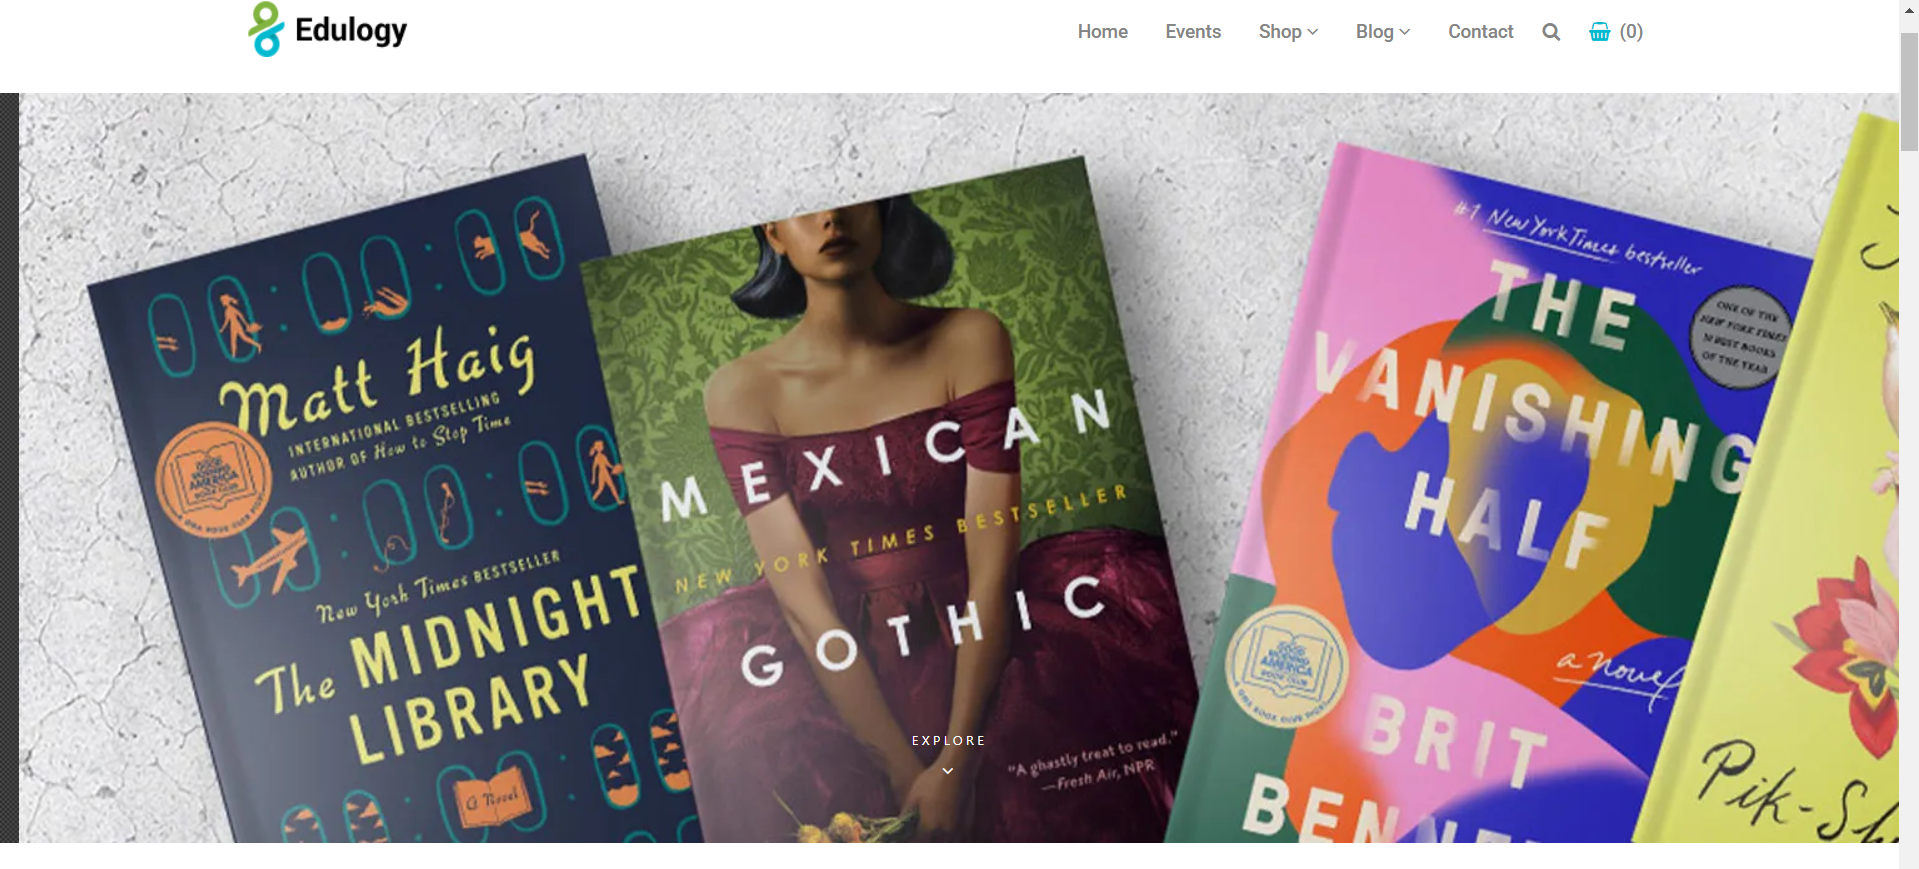 Edulogy
Home
Events
Shop
Blog
Contact
(0)
Matt Haig
INTERNATIONAL BESTSELLING
AUTHOR OF How to Stop Time
GOOD
MORNING
AMERICA
BOOK CLUB
New York Times BESTSELLER
The MIDNIGHT
LIBRARY
A Novel
MEXICAN
NEW YORK TIMES BESTSELLER
GOTHIC
"A ghastly treat to read."
—Fresh Air, NPR
EXPLORE
#1 New York Times bestseller
THE
VANISHING
HALF
ONE OF THE
NEW YORK TIMES
10 BEST BOOKS
OF THE YEAR
a novel
GOOD
MORNING
AMERICA
BOOK CLUB
BRIT
Pik-Sh